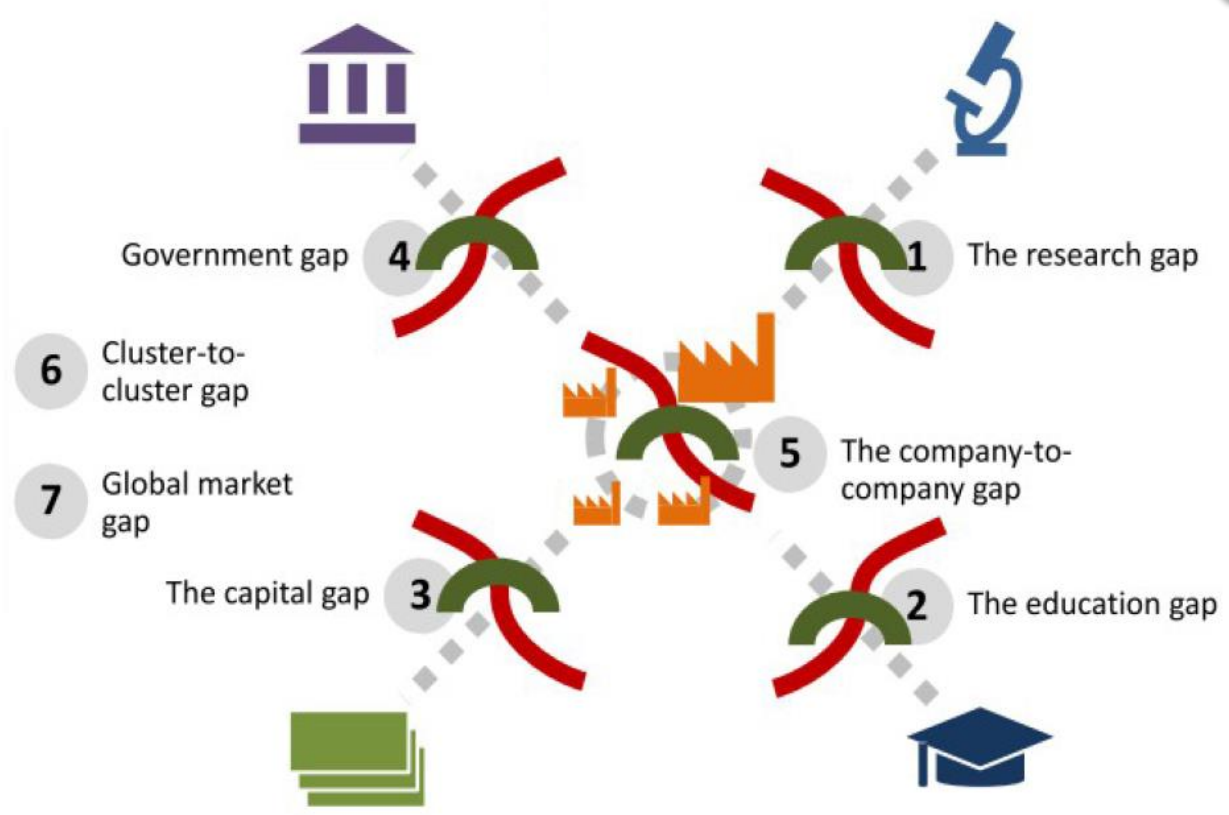 Government gap
4
1
The research gap
6
Cluster-to-
cluster gap
5
The company-to-
company gap
7
Global market
gap
The capital gap
3
2
The education gap